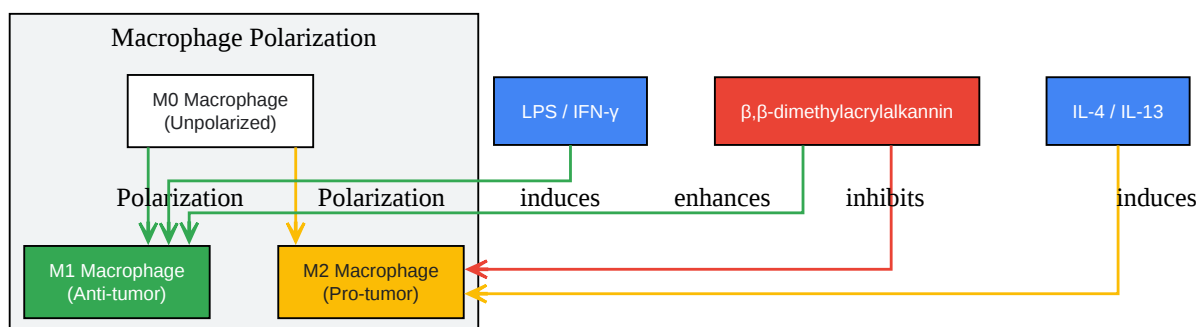 Macrophage Polarization
M0 Macrophage
(Unpolarized)
LPS / IFN-γ
β,β-dimethylacrylalkannin
IL-4 / IL-13
Polarization
Polarization
induces
enhances
inhibits
induces
M1 Macrophage
(Anti-tumor)
M2 Macrophage
(Pro-tumor)